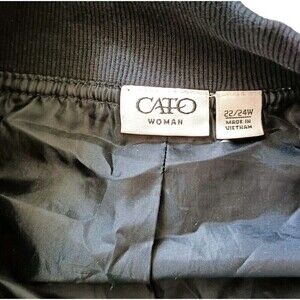 CATO
WOMAN
22/24W
MADE IN
VIETNAM